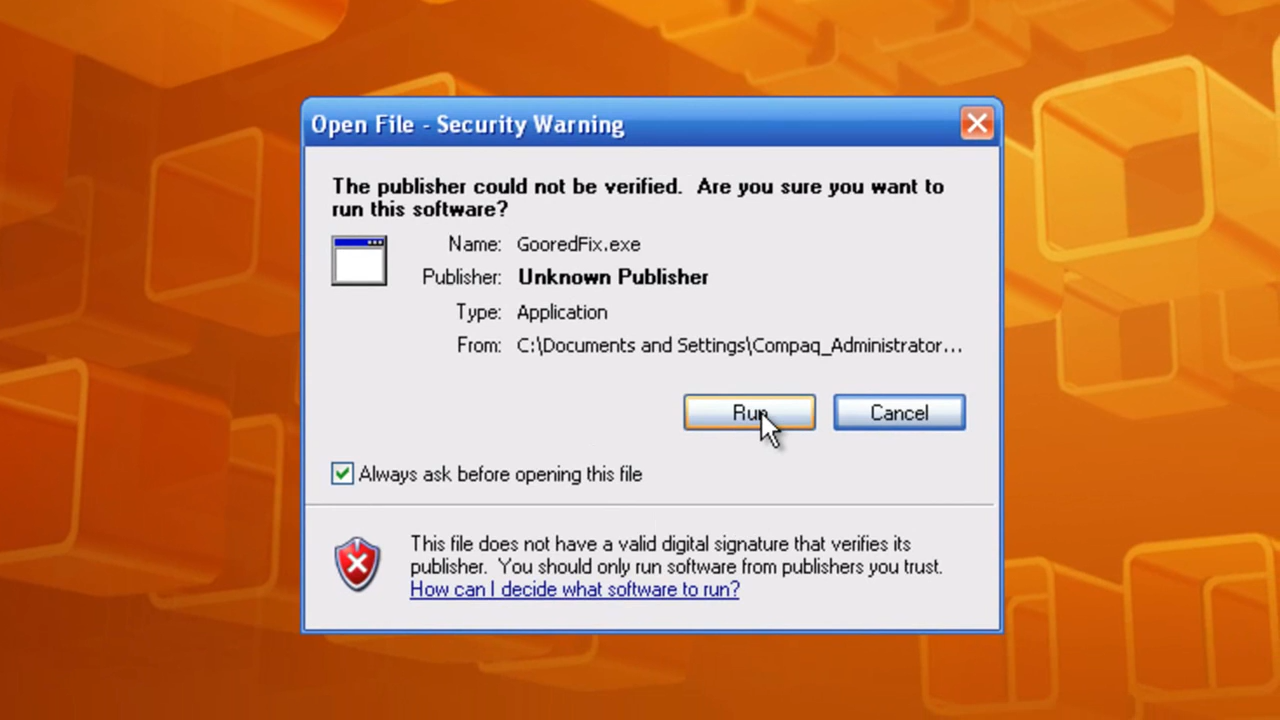 Open File - Security Warning
The publisher could not be verified. Are you sure you want to
run this software?
Name: GooredFix.exe
Publisher: Unknown Publisher
Type: Application
From: C:\Documents and Settings\Compaq_Administrator...
Run Cancel
Always ask before opening this file
This file does not have a valid digital signature that verifies its
publisher. You should only run software from publishers you trust.
How can I decide what software to run?